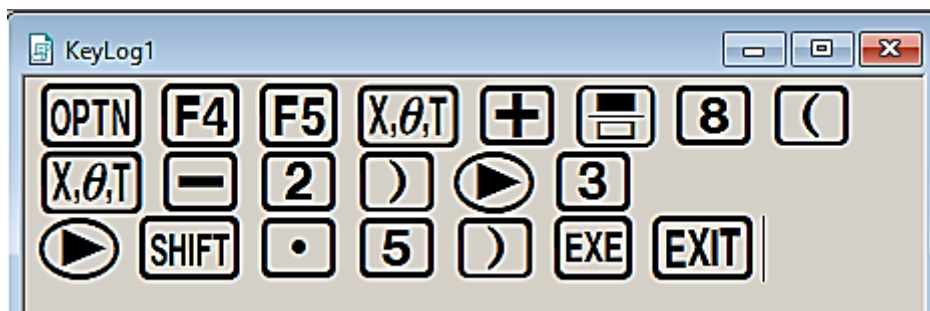 KeyLog1
OPTN F4 F5 X,θ,T + 8 (
X,θ,T − 2 ) ▶ 3
▶ SHIFT • 5 ) EXE EXIT